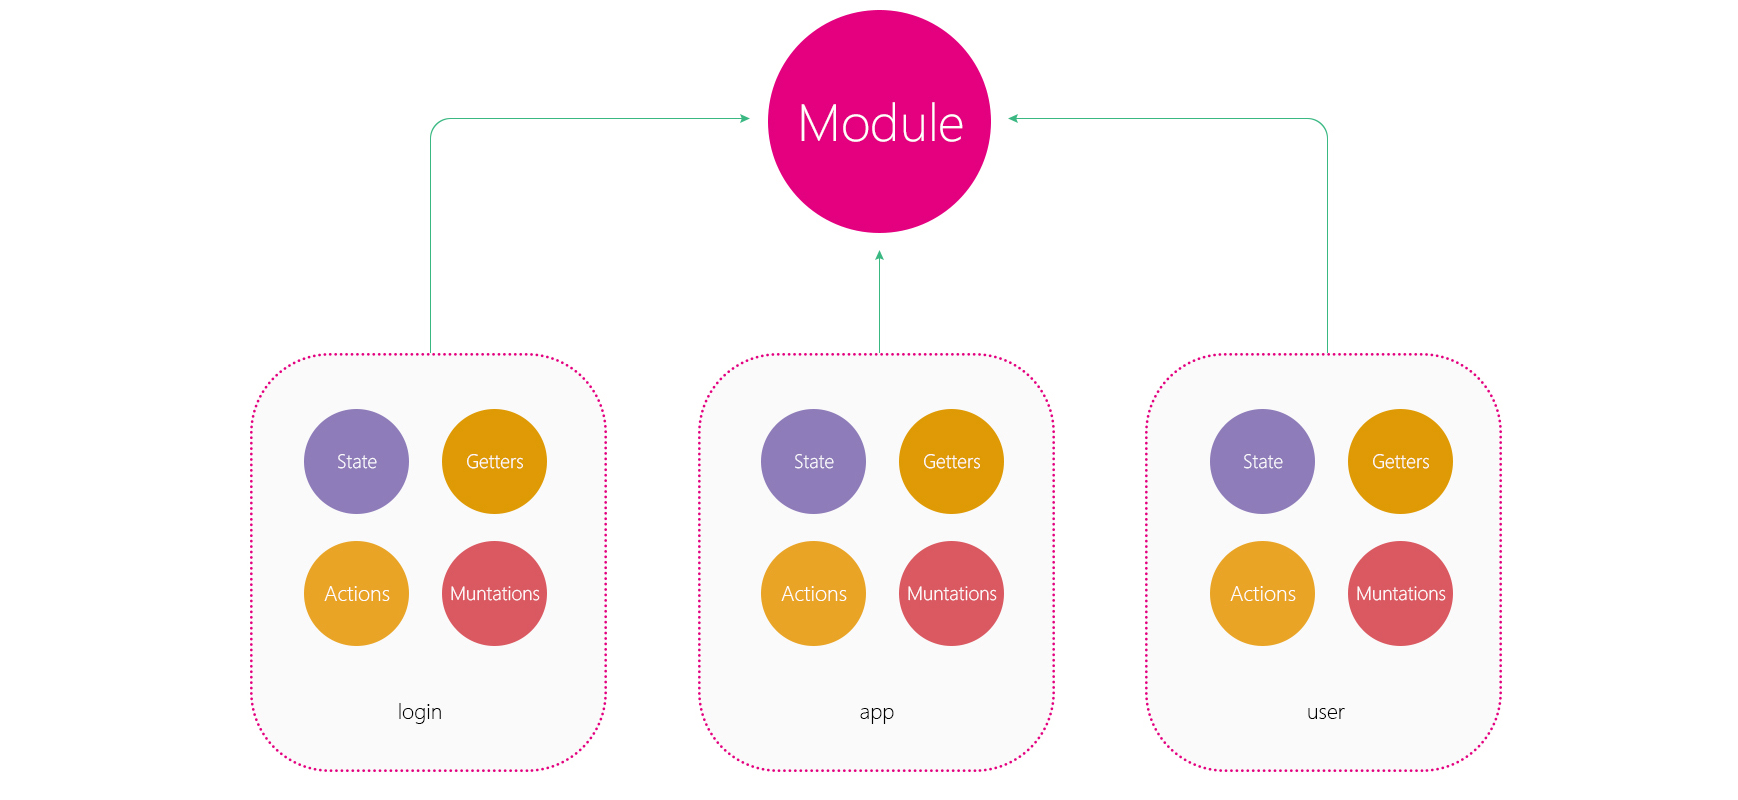 Module
State
Getters
Actions
Muntations
login
State
Getters
Actions
Muntations
app
State
Getters
Actions
Muntations
user